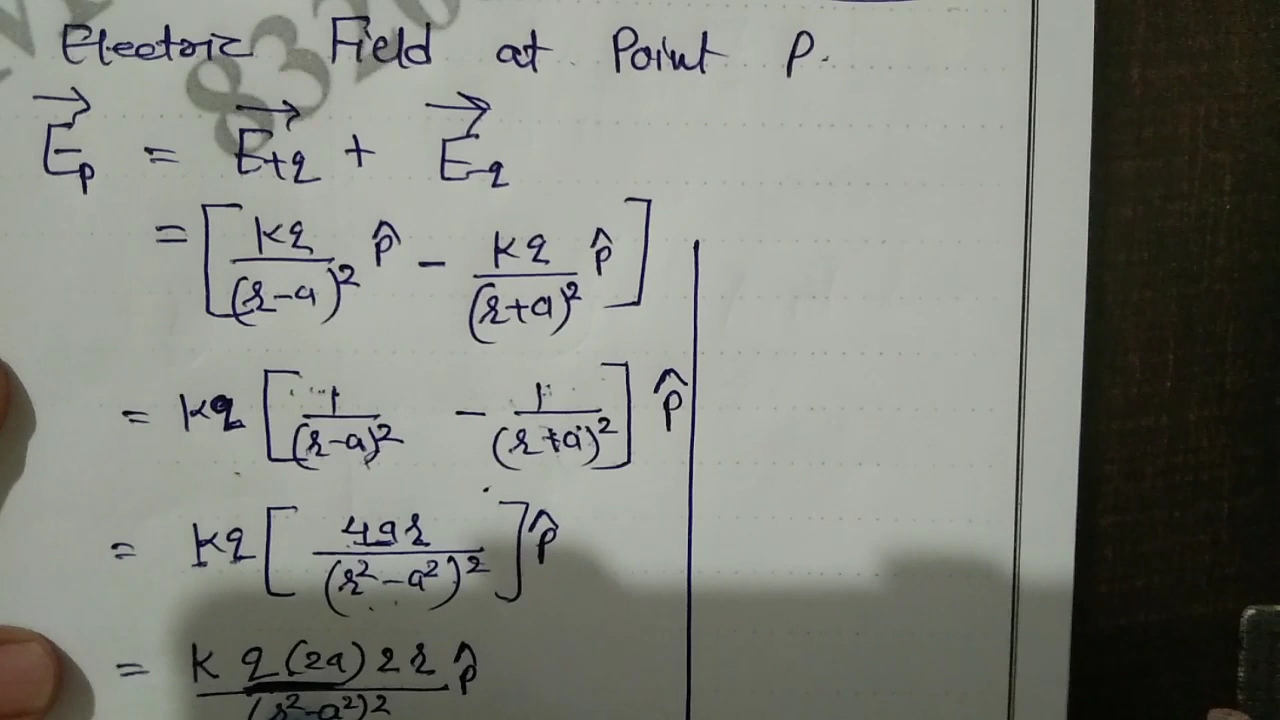 Electric Field at Point P.
→Ep = →E+q + →E-q
= [kq/(r-a)² p̂ - kq/(r+a)² p̂]
= kq [1/(r-a)² - 1/(r+a)²] p̂
= kq [4ar/(r²-a²)²] p̂
= k q(2a) 2r/(r²-a²)² p̂